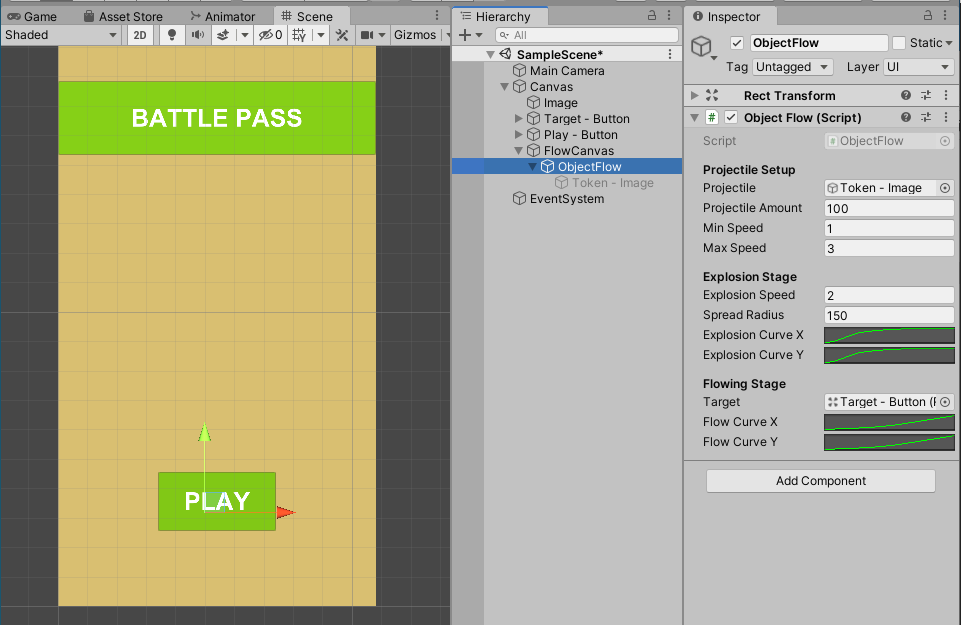 Game
Asset Store
Animator
Scene
Shaded
2D
0
Gizmos
BATTLE PASS
PLAY
Hierarchy
All
SampleScene*
Main Camera
Canvas
Image
Target - Button
Play - Button
FlowCanvas
ObjectFlow
Token - Image
EventSystem
Inspector
ObjectFlow
Static
Tag Untagged Layer UI
Rect Transform
# Object Flow (Script)
Script # ObjectFlow
Projectile Setup
Projectile Token - Image
Projectile Amount 100
Min Speed 1
Max Speed 3
Explosion Stage
Explosion Speed 2
Spread Radius 150
Explosion Curve X
Explosion Curve Y
Flowing Stage
Target Target - Button (
Flow Curve X
Flow Curve Y
Add Component